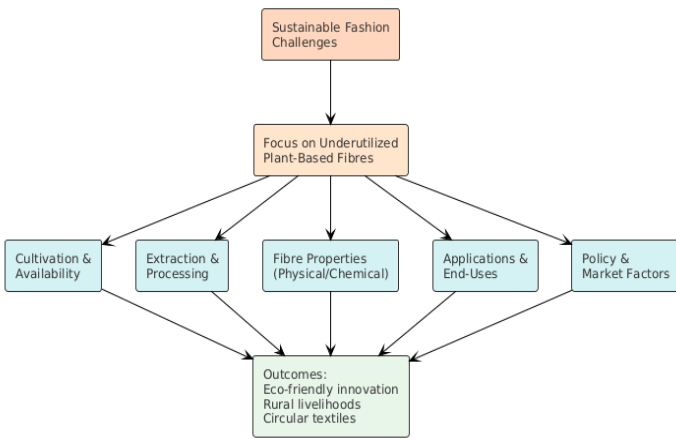 Sustainable Fashion
Challenges
Focus on Underutilized
Plant-Based Fibres
Cultivation &
Availability
Extraction &
Processing
Fibre Properties
(Physical/Chemical)
Applications &
End-Uses
Policy &
Market Factors
Outcomes:
Eco-friendly innovation
Rural livelihoods
Circular textiles